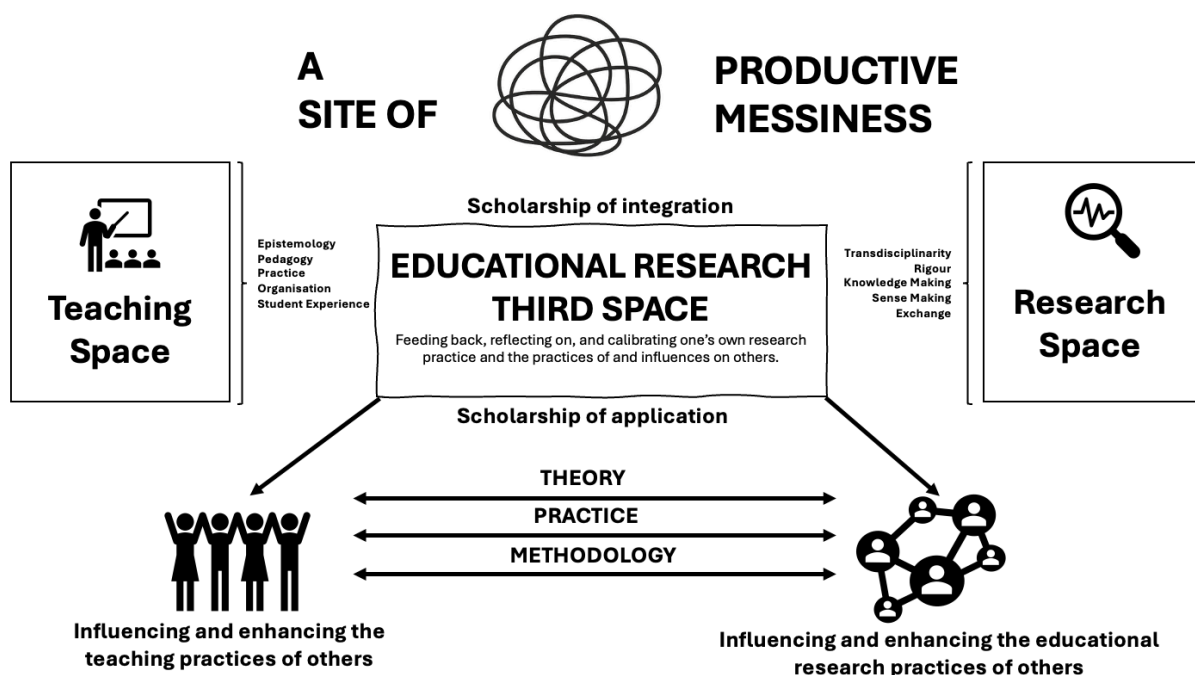 A
SITE OF
PRODUCTIVE
MESSINESS
Teaching
Space
Epistemology
Pedagogy
Practice
Organisation
Student Experience
Scholarship of integration
EDUCATIONAL RESEARCH
THIRD SPACE
Feeding back, reflecting on, and calibrating one's own research
practice and the practices of and influences on others.
Scholarship of application
Transdisciplinarity
Rigour
Knowledge Making
Sense Making
Exchange
Research
Space
THEORY
PRACTICE
METHODOLOGY
Influencing and enhancing the
teaching practices of others
Influencing and enhancing the educational
research practices of others